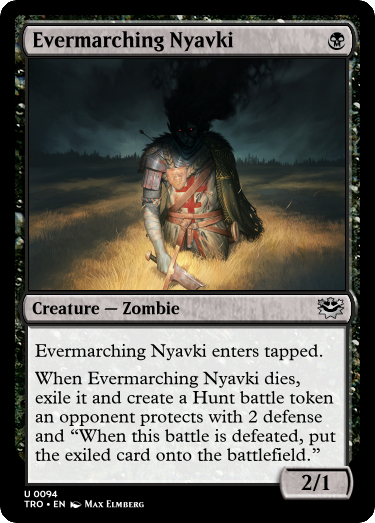 Evermarching Nyavki
Creature — Zombie
Evermarching Nyavki enters tapped.
When Evermarching Nyavki dies,
exile it and create a Hunt battle token
an opponent protects with 2 defense
and “When this battle is defeated, put
the exiled card onto the battlefield.”
2/1
U 0094
TRO • EN Max Elmberg